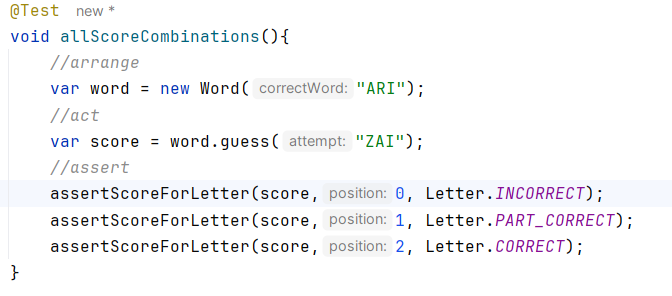 @Test new *
void allScoreCombinations(){
//arrange
var word = new Word( correctWord: "ARI");
//act
var score = word.guess( attempt: "ZAI");
//assert
assertScoreForLetter(score, position: 0, Letter.INCORRECT);
assertScoreForLetter(score, position: 1, Letter.PART_CORRECT);
assertScoreForLetter(score, position: 2, Letter.CORRECT);
}